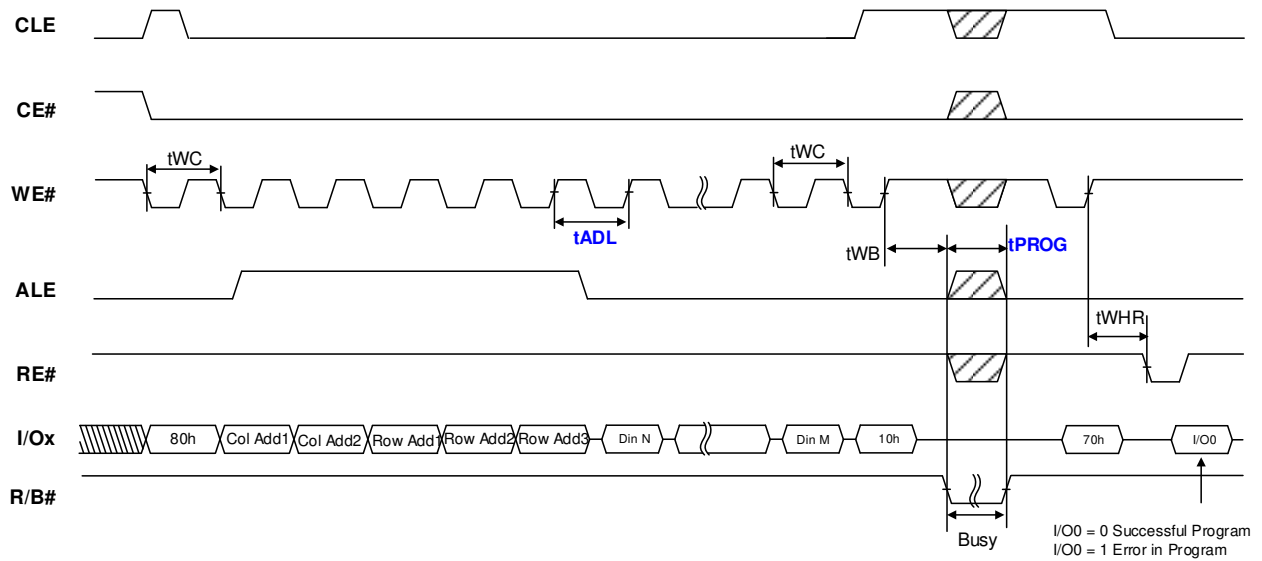 CLE
CE#
tWC
tWC
WE#
tADL
tWB
tPROG
ALE
tWHR
RE#
I/Ox
80h
Col Add1
Col Add2
Row Add1
Row Add2
Row Add3
Din N
Din M
10h
70h
I/O0
R/B#
Busy
I/O0 = 0 Successful Program
I/O0 = 1 Error in Program